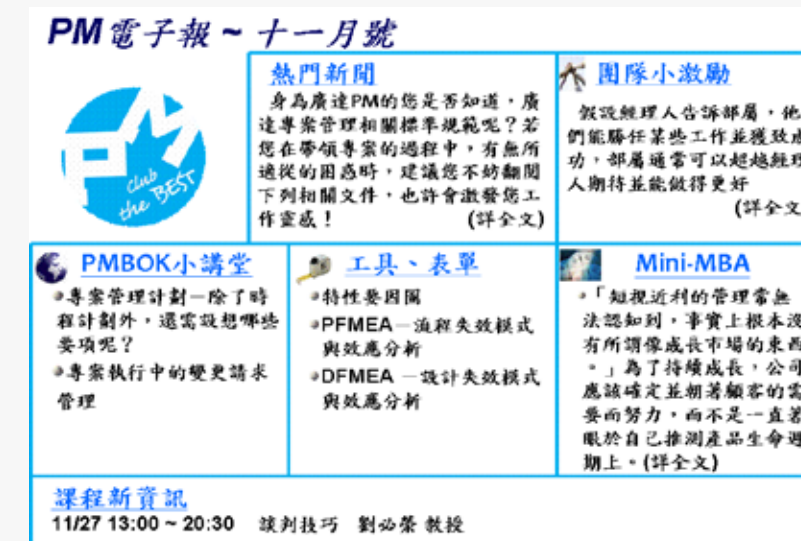 PM電子報 ~ 十一月號
PM
Club
the BEST
熱門新聞
身為廣達PM的您是否知道，廣
達專案管理相關標準規範呢？若
您在帶領專案的過程中，有無所
適從的困惑時，建議您不妨翻閱
下列相關文件，也許會激發您工
作靈感！ (詳全文)
團隊小激勵
假設經理人告訴部屬，他
們能勝任某些工作並獲致成
功，部屬通常可以超越經理
人期待並能做得更好
(詳全文
PMBOK小講堂
專案管理計劃－除了時
程計劃外，還需設想哪些
要項呢？
專案執行中的變更請求
管理
工具、表單
特性要因圖
PFMEA－流程失效模式
與效應分析
DFMEA －設計失效模式
與效應分析
Mini-MBA
「短視近利的管理常無
法認知到，事實上根本沒
有所謂像成長市場的東西
。」為了持續成長，公司
應該確定並朝著顧客的需
要而努力，而不是一直著
眼於自己推測產品生命週
期上。(詳全文)
課程新資訊
11/27 13:00 ~ 20:30 談判技巧 劉必榮 教授